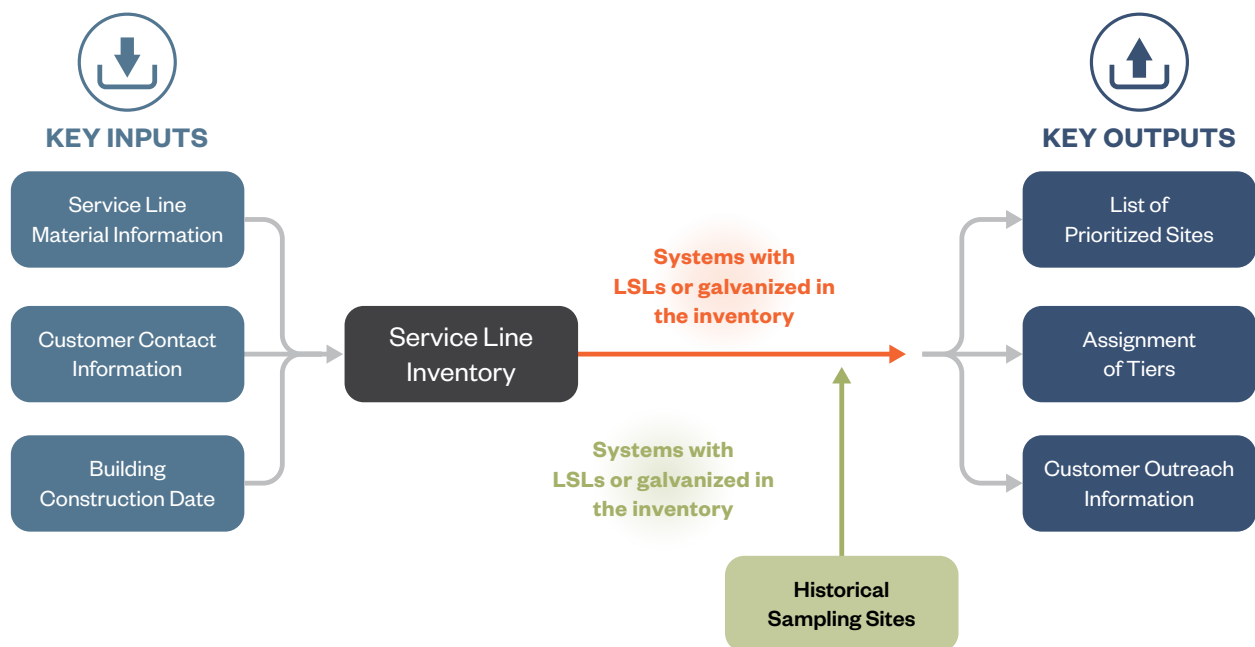 KEY INPUTS
Service Line
Material Information
Customer Contact
Information
Building
Construction Date
Service Line
Inventory
Systems with
LSLs or galvanized in
the inventory
Systems with
LSLs or galvanized in
the inventory
Historical
Sampling Sites
KEY OUTPUTS
List of
Prioritized Sites
Assignment
of Tiers
Customer Outreach
Information